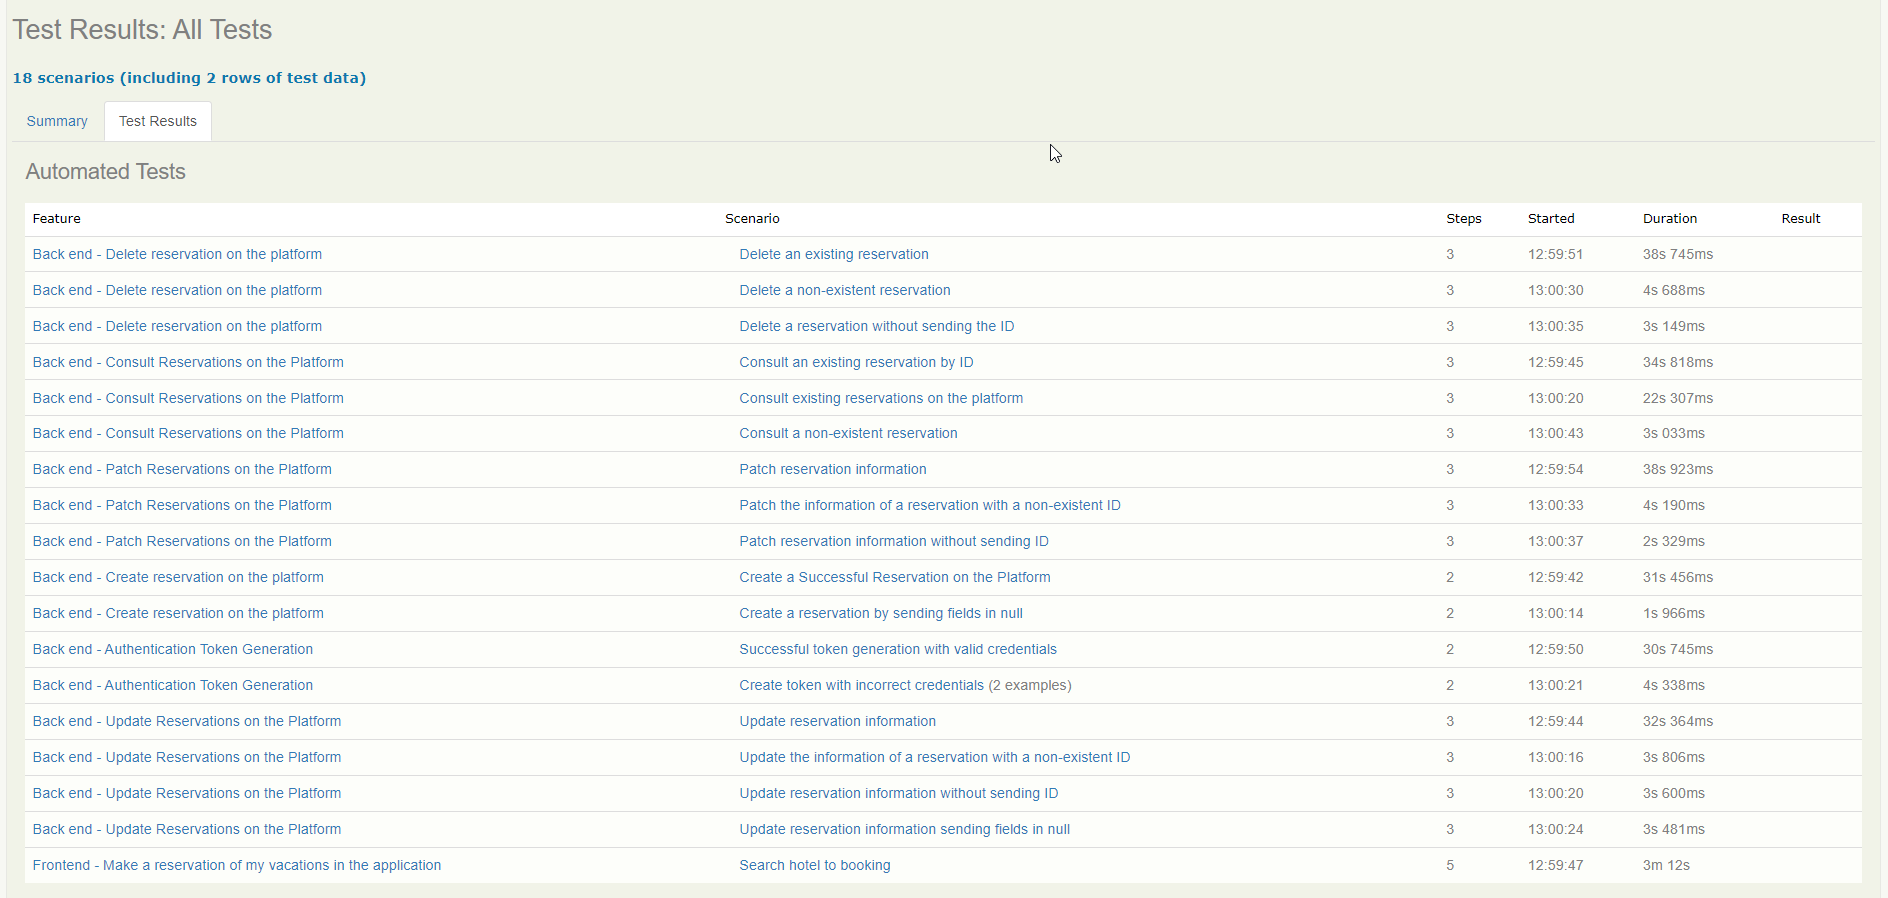 Test Results: All Tests
18 scenarios (including 2 rows of test data)
Summary Test Results
Automated Tests
Feature Scenario Steps Started Duration Result
Back end - Delete reservation on the platform Delete an existing reservation 3 12:59:51 38s 745ms
Back end - Delete reservation on the platform Delete a non-existent reservation 3 13:00:30 4s 688ms
Back end - Delete reservation on the platform Delete a reservation without sending the ID 3 13:00:35 3s 149ms
Back end - Consult Reservations on the Platform Consult an existing reservation by ID 3 12:59:45 34s 818ms
Back end - Consult Reservations on the Platform Consult existing reservations on the platform 3 13:00:20 22s 307ms
Back end - Consult Reservations on the Platform Consult a non-existent reservation 3 13:00:43 3s 033ms
Back end - Patch Reservations on the Platform Patch reservation information 3 12:59:54 38s 923ms
Back end - Patch Reservations on the Platform Patch the information of a reservation with a non-existent ID 3 13:00:33 4s 190ms
Back end - Patch Reservations on the Platform Patch reservation information without sending ID 3 13:00:37 2s 329ms
Back end - Create reservation on the platform Create a Successful Reservation on the Platform 2 12:59:42 31s 456ms
Back end - Create reservation on the platform Create a reservation by sending fields in null 2 13:00:14 1s 966ms
Back end - Authentication Token Generation Successful token generation with valid credentials 2 12:59:50 30s 745ms
Back end - Authentication Token Generation Create token with incorrect credentials (2 examples) 2 13:00:21 4s 338ms
Back end - Update Reservations on the Platform Update reservation information 3 12:59:44 32s 364ms
Back end - Update Reservations on the Platform Update the information of a reservation with a non-existent ID 3 13:00:16 3s 806ms
Back end - Update Reservations on the Platform Update reservation information without sending ID 3 13:00:20 3s 600ms
Back end - Update Reservations on the Platform Update reservation information sending fields in null 3 13:00:24 3s 481ms
Frontend - Make a reservation of my vacations in the application Search hotel to booking 5 12:59:47 3m 12s